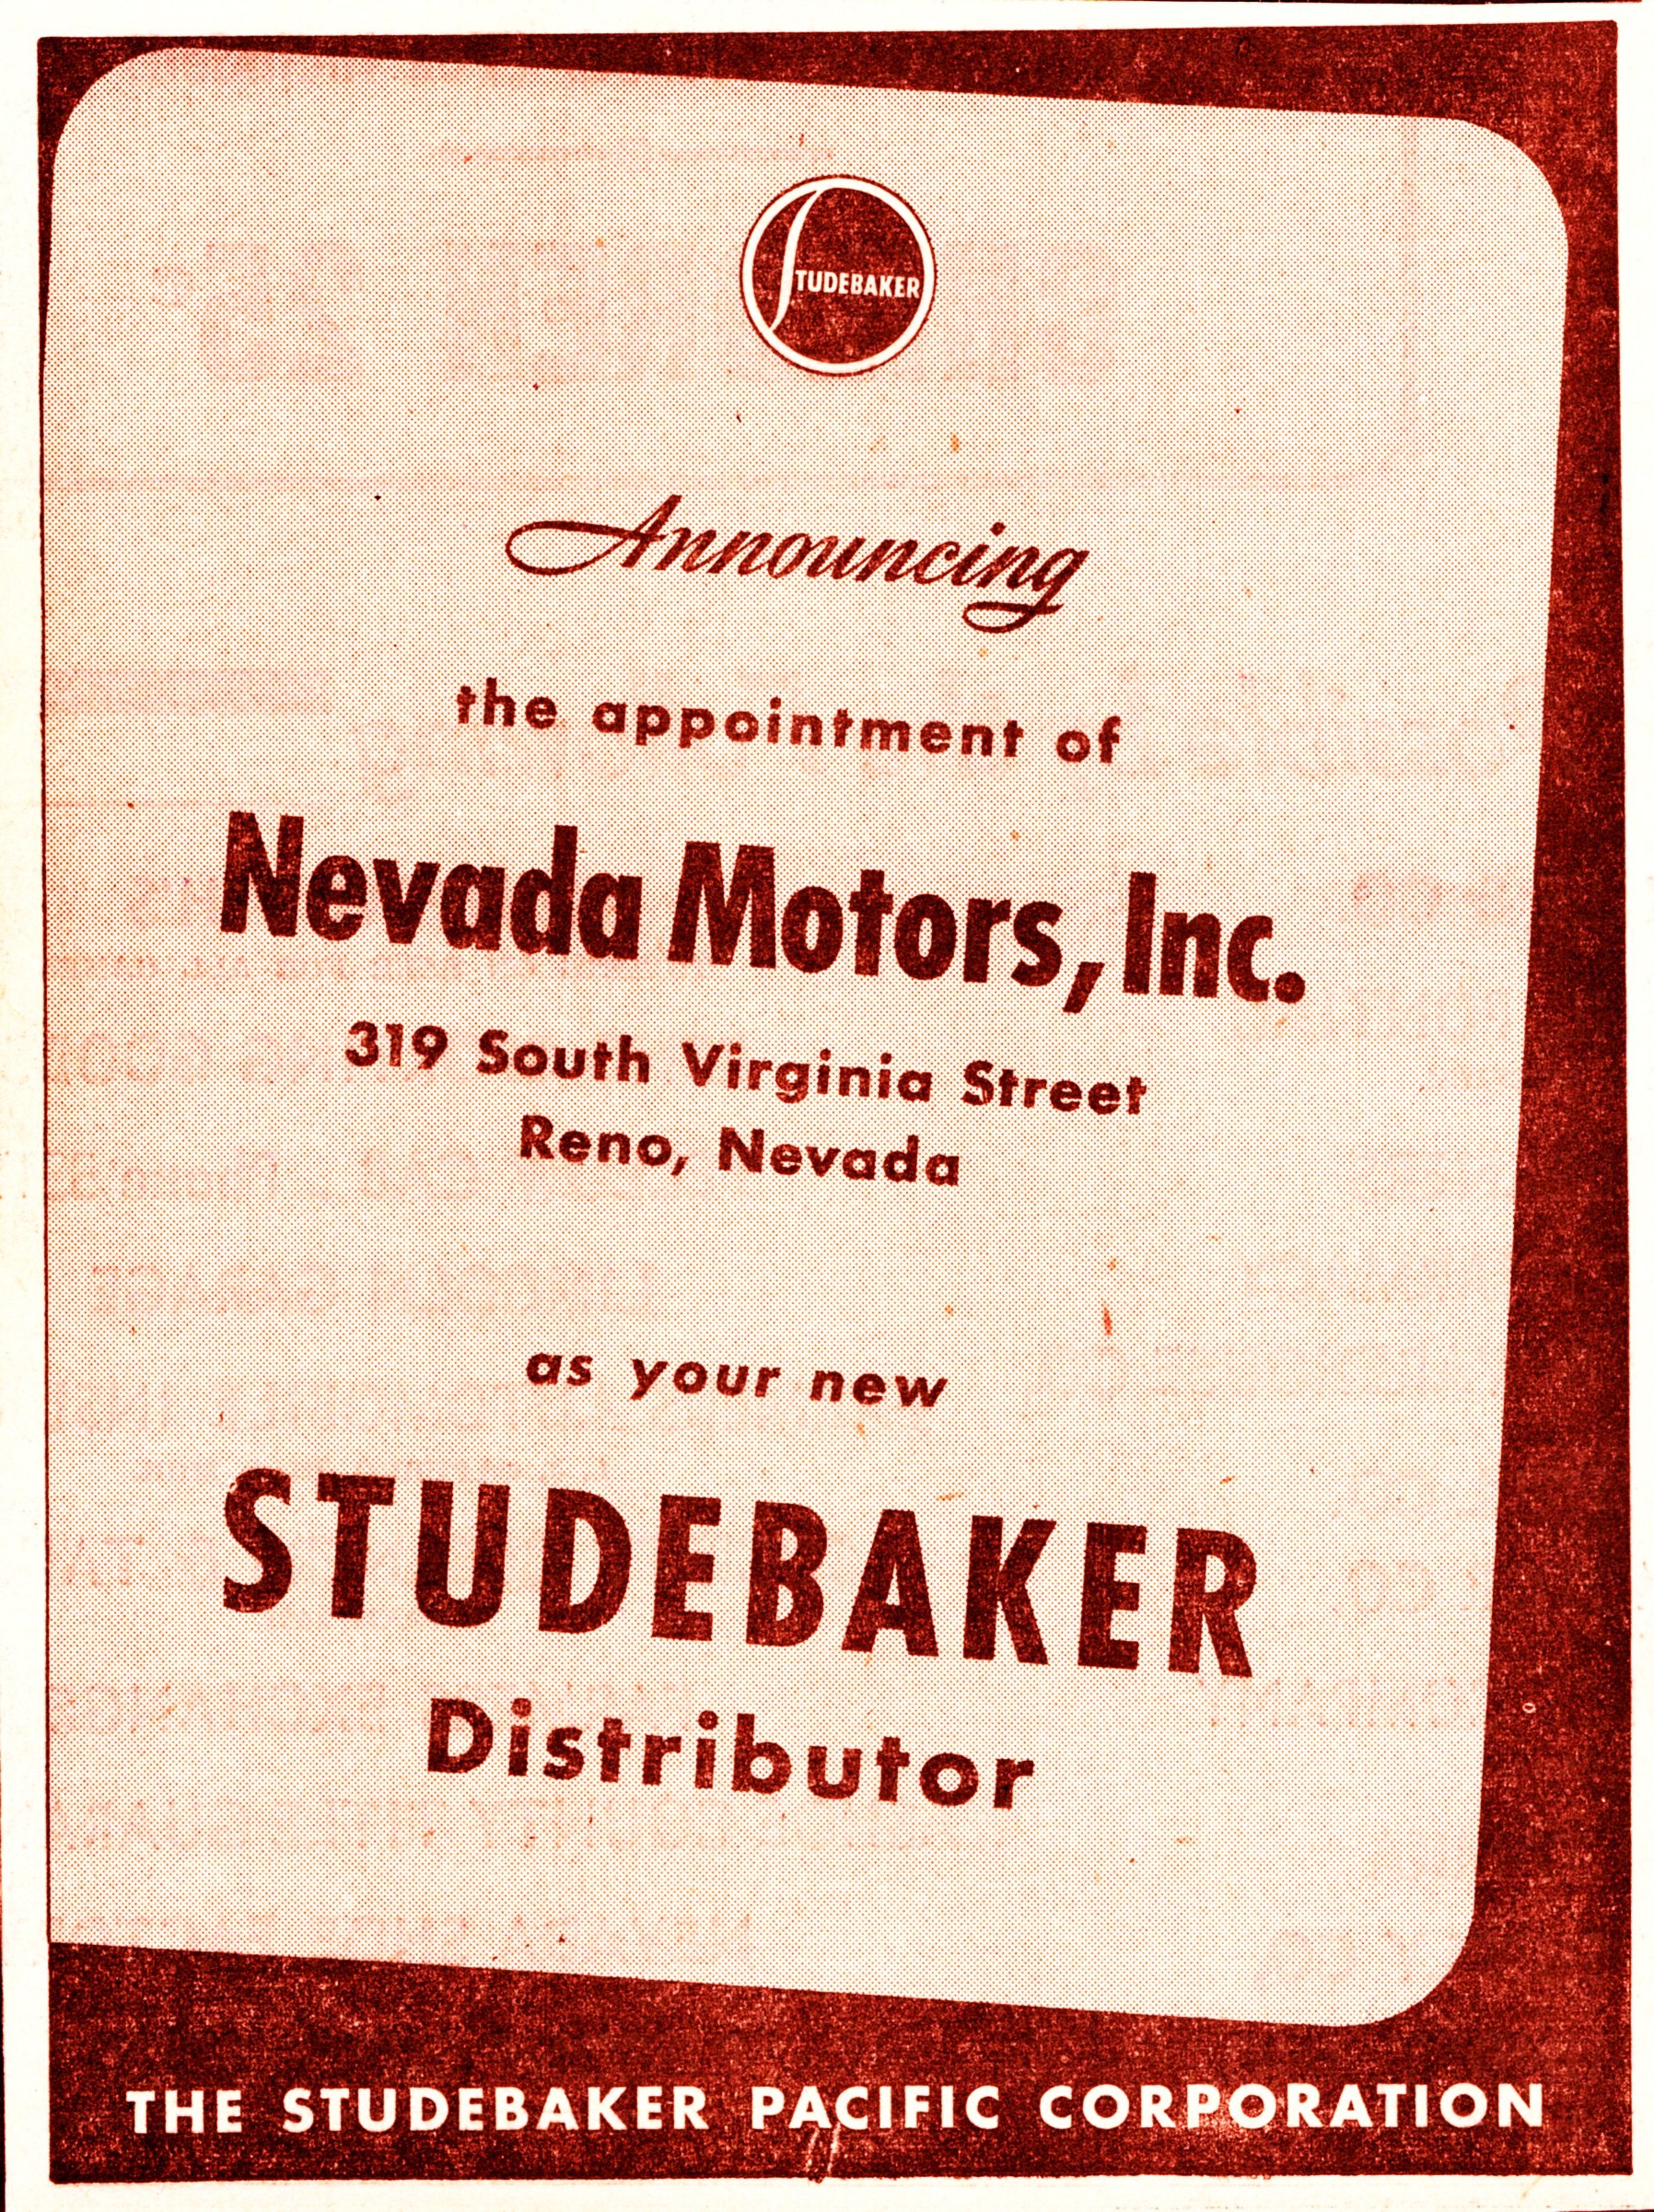 STUDEBAKER
Announcing
the appointment of
Nevada Motors, Inc.
319 South Virginia Street
Reno, Nevada
as your new
STUDEBAKER
Distributor
THE STUDEBAKER PACIFIC CORPORATION